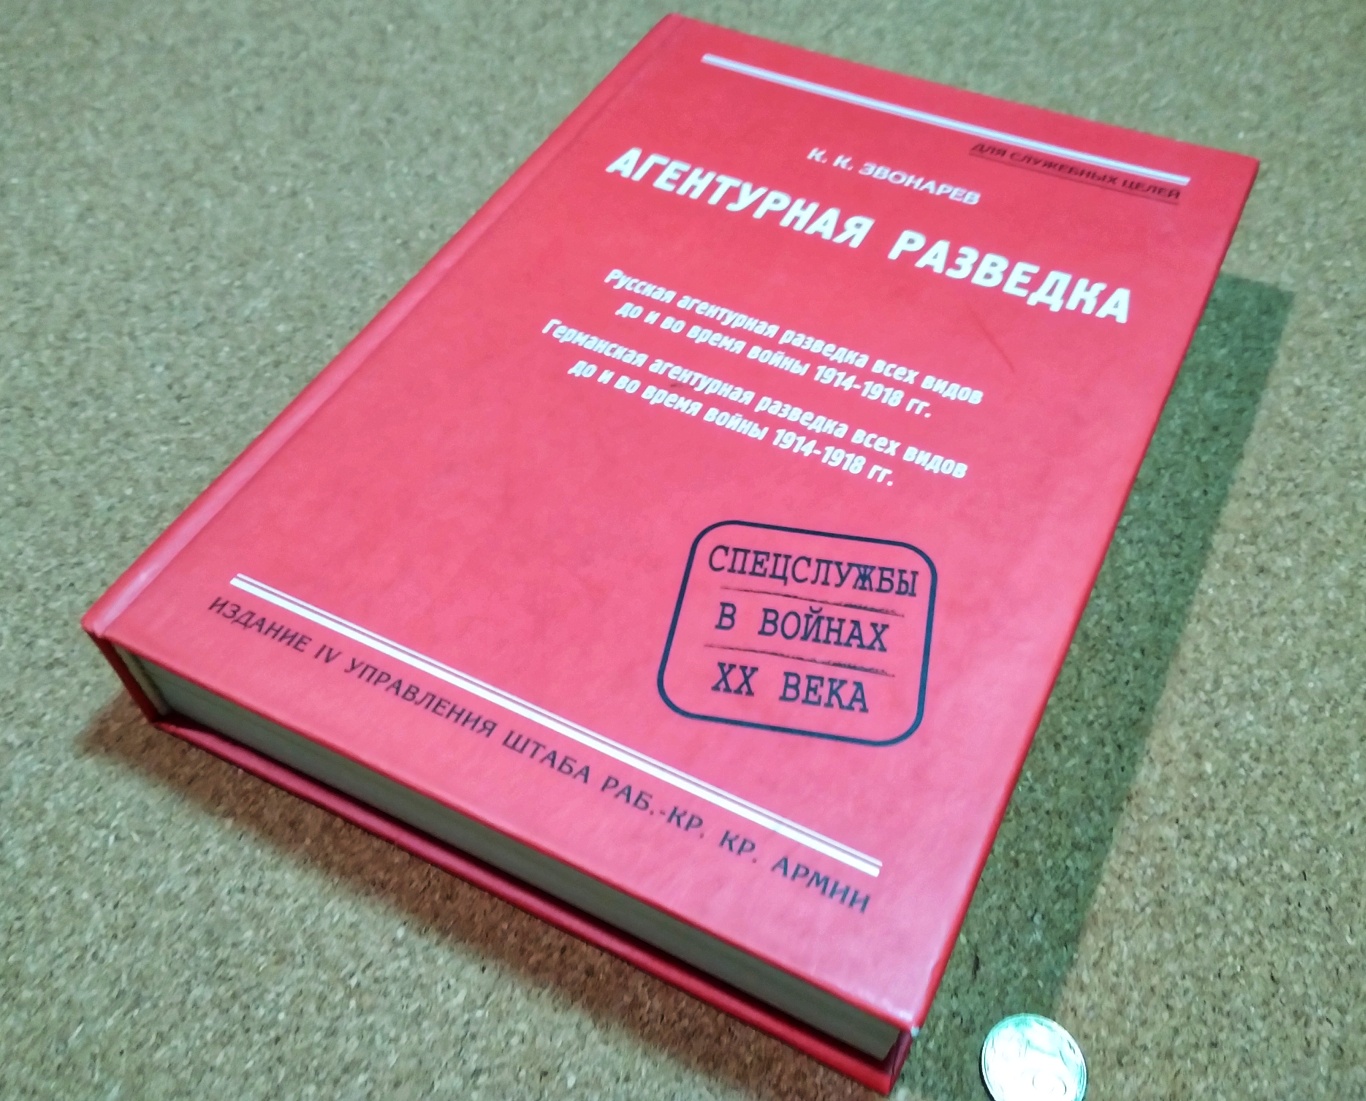 ДЛЯ СЛУЖЕБНЫХ ЦЕЛЕЙ
К. К. ЗВОНАРЕВ
АГЕНТУРНАЯ РАЗВЕДКА
Русская агентурная разведка всех видов
до и во время войны 1914-1918 гг.
Германская агентурная разведка всех видов
до и во время войны 1914-1918 гг.
СПЕЦСЛУЖБЫ
В ВОЙНАХ
XX ВЕКА
ИЗДАНИЕ IV УПРАВЛЕНИЯ ШТАБА РАБ.-КР. КР. АРМИИ